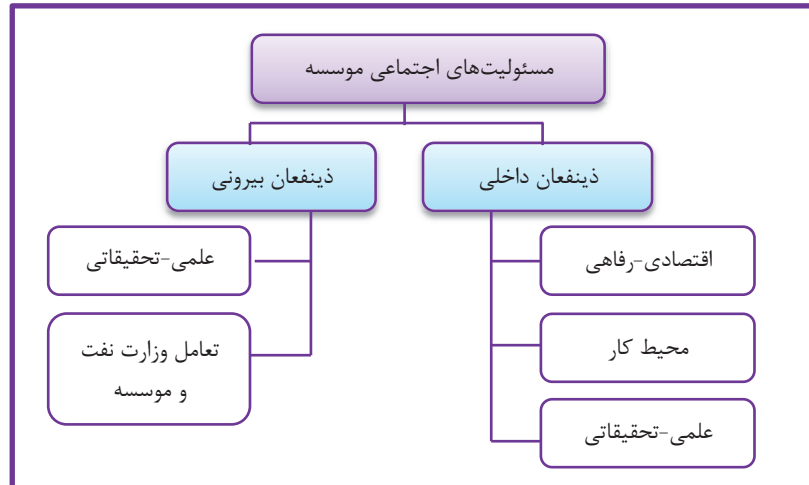 مسئولیت‌های اجتماعی موسسه
ذینفعان داخلی
ذینفعان بیرونی
اقتصادی-رفاهی
محیط کار
علمی-تحقیقاتی
علمی-تحقیقاتی
تعامل وزارت نفت
و موسسه